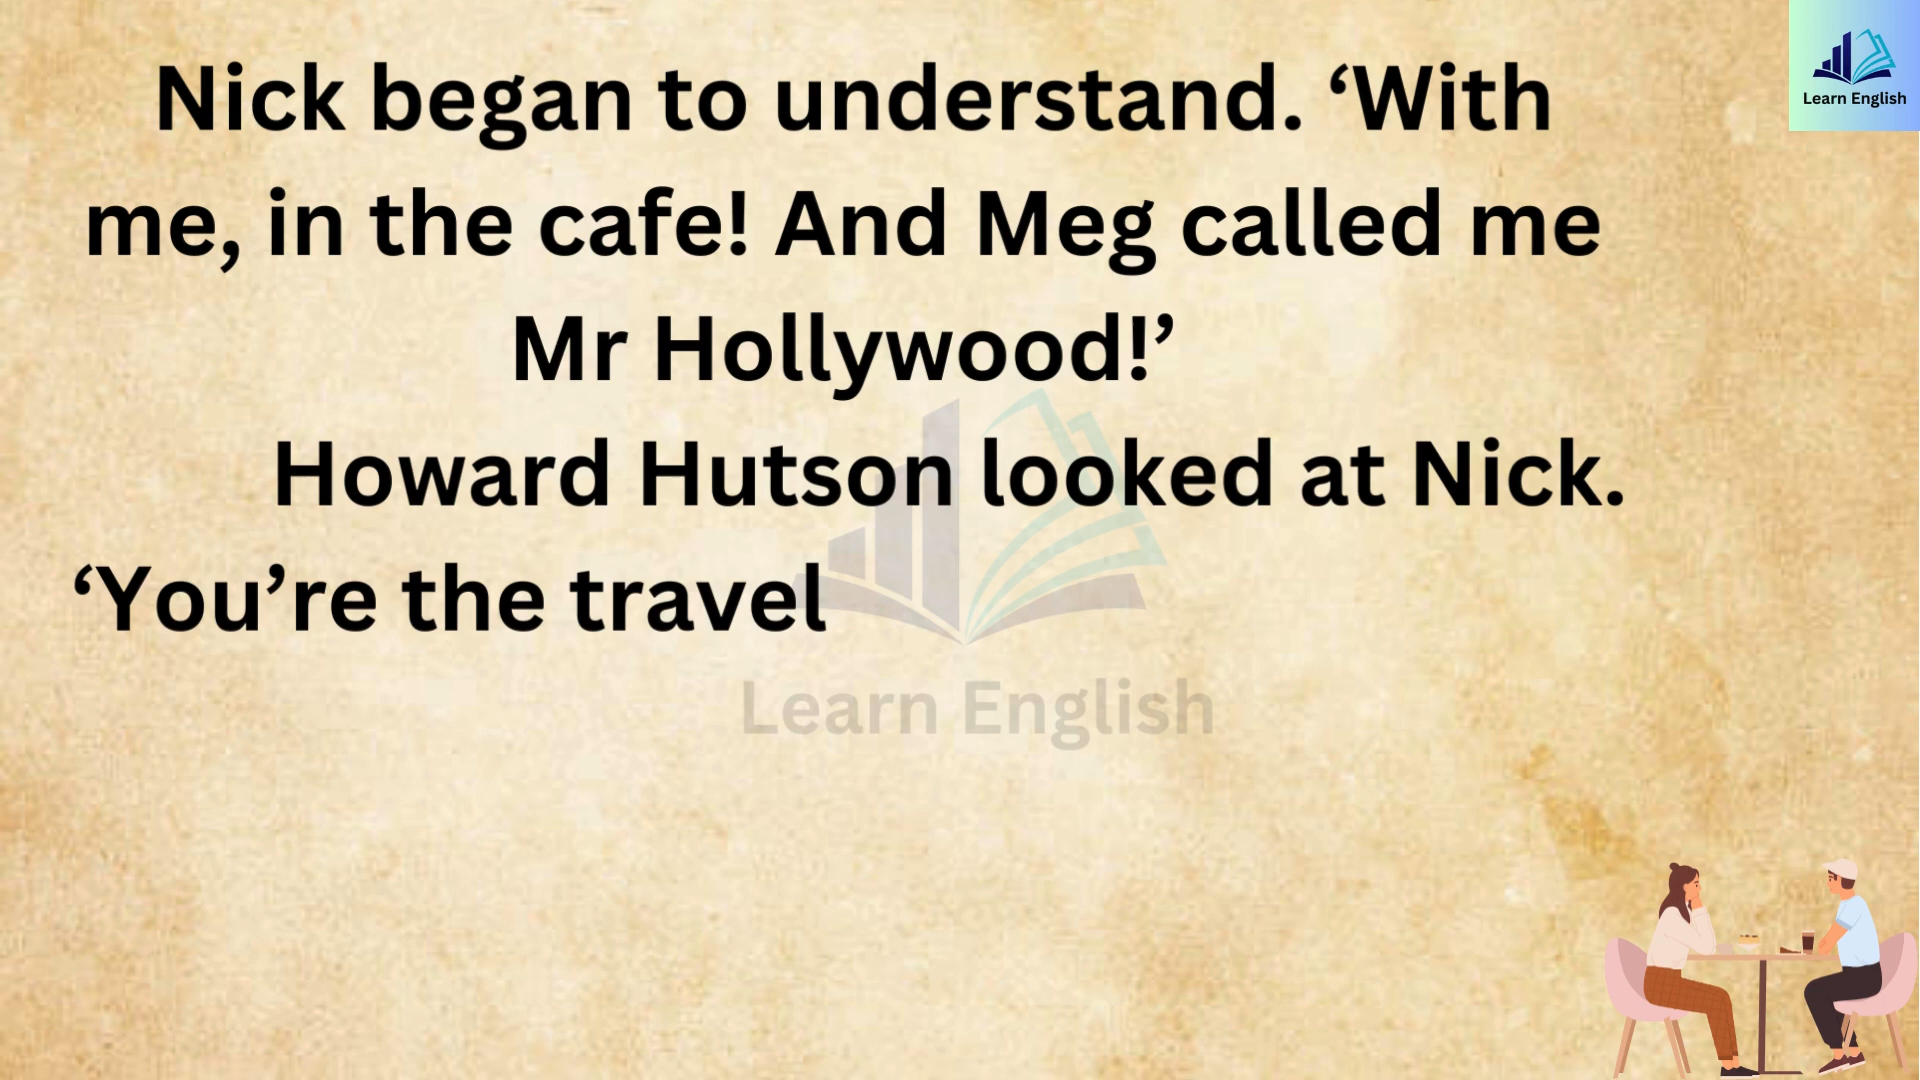 Nick began to understand. ‘With
me, in the cafe! And Meg called me
Mr Hollywood!’
Howard Hutson looked at Nick.
‘You’re the travel
Learn English
Learn English